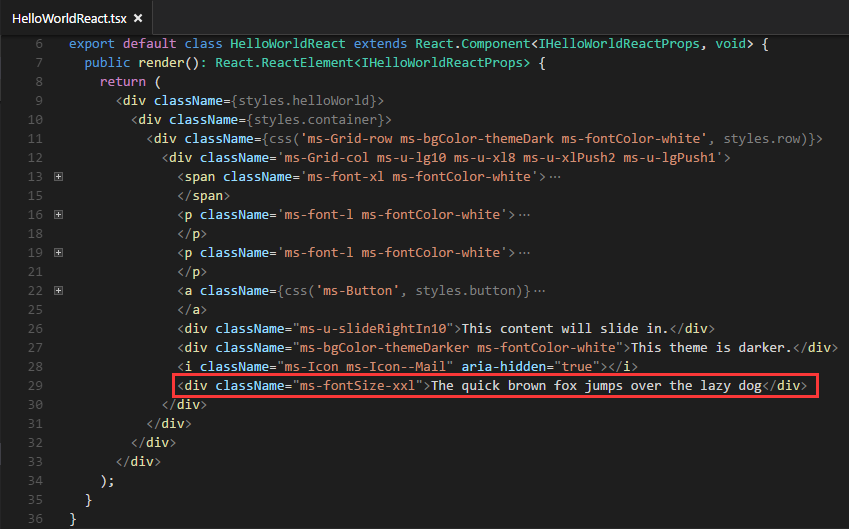 HelloWorldReact.tsx ×
6 export default class HelloWorldReact extends React.Component<IHelloWorldReactProps, void> {
7 public render(): React.ReactElement<IHelloWorldReactProps> {
8 return (
9 <div className={styles.helloWorld}>
10 <div className={styles.container}>
11 <div className={css('ms-Grid-row ms-bgColor-themeDark ms-fontColor-white', styles.row)}>
12 <div className='ms-Grid-col ms-u-lg10 ms-u-xl8 ms-u-xlPush2 ms-u-lgPush1'>
13 <span className='ms-font-xl ms-fontColor-white'>…
15 </span>
16 <p className='ms-font-l ms-fontColor-white'>…
18 </p>
19 <p className='ms-font-l ms-fontColor-white'>…
21 </p>
22 <a className={css('ms-Button', styles.button)}…
25 </a>
26 <div className="ms-u-slideRightIn10">This content will slide in.</div>
27 <div className="ms-bgColor-themeDarker ms-fontColor-white">This theme is darker.</div>
28 <i className="ms-Icon ms-Icon--Mail" aria-hidden="true"></i>
29 <div className="ms-fontSize-xxl">The quick brown fox jumps over the lazy dog</div>
30 </div>
31 </div>
32 </div>
33 </div>
34 );
35 }
36 }